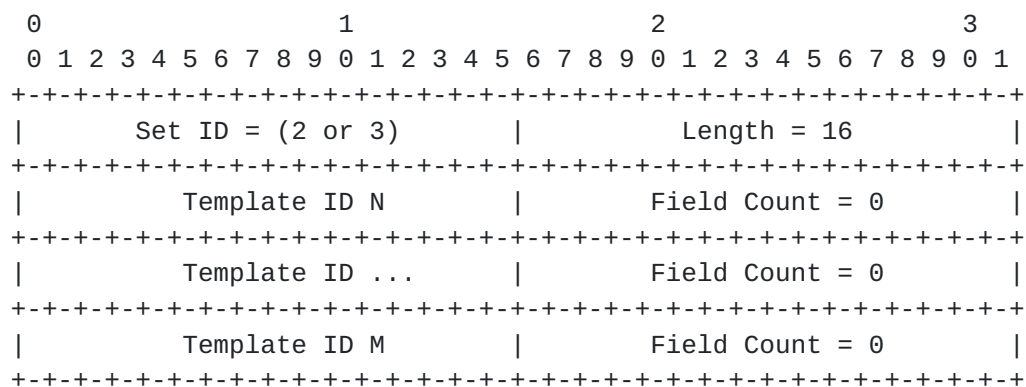 0                   1                   2                   3
 0 1 2 3 4 5 6 7 8 9 0 1 2 3 4 5 6 7 8 9 0 1 2 3 4 5 6 7 8 9 0 1
+-+-+-+-+-+-+-+-+-+-+-+-+-+-+-+-+-+-+-+-+-+-+-+-+-+-+-+-+-+-+-+-+
|       Set ID = (2 or 3)       |          Length = 16          |
+-+-+-+-+-+-+-+-+-+-+-+-+-+-+-+-+-+-+-+-+-+-+-+-+-+-+-+-+-+-+-+-+
|          Template ID N        |        Field Count = 0        |
+-+-+-+-+-+-+-+-+-+-+-+-+-+-+-+-+-+-+-+-+-+-+-+-+-+-+-+-+-+-+-+-+
|          Template ID ...      |        Field Count = 0        |
+-+-+-+-+-+-+-+-+-+-+-+-+-+-+-+-+-+-+-+-+-+-+-+-+-+-+-+-+-+-+-+-+
|          Template ID M        |        Field Count = 0        |
+-+-+-+-+-+-+-+-+-+-+-+-+-+-+-+-+-+-+-+-+-+-+-+-+-+-+-+-+-+-+-+-+